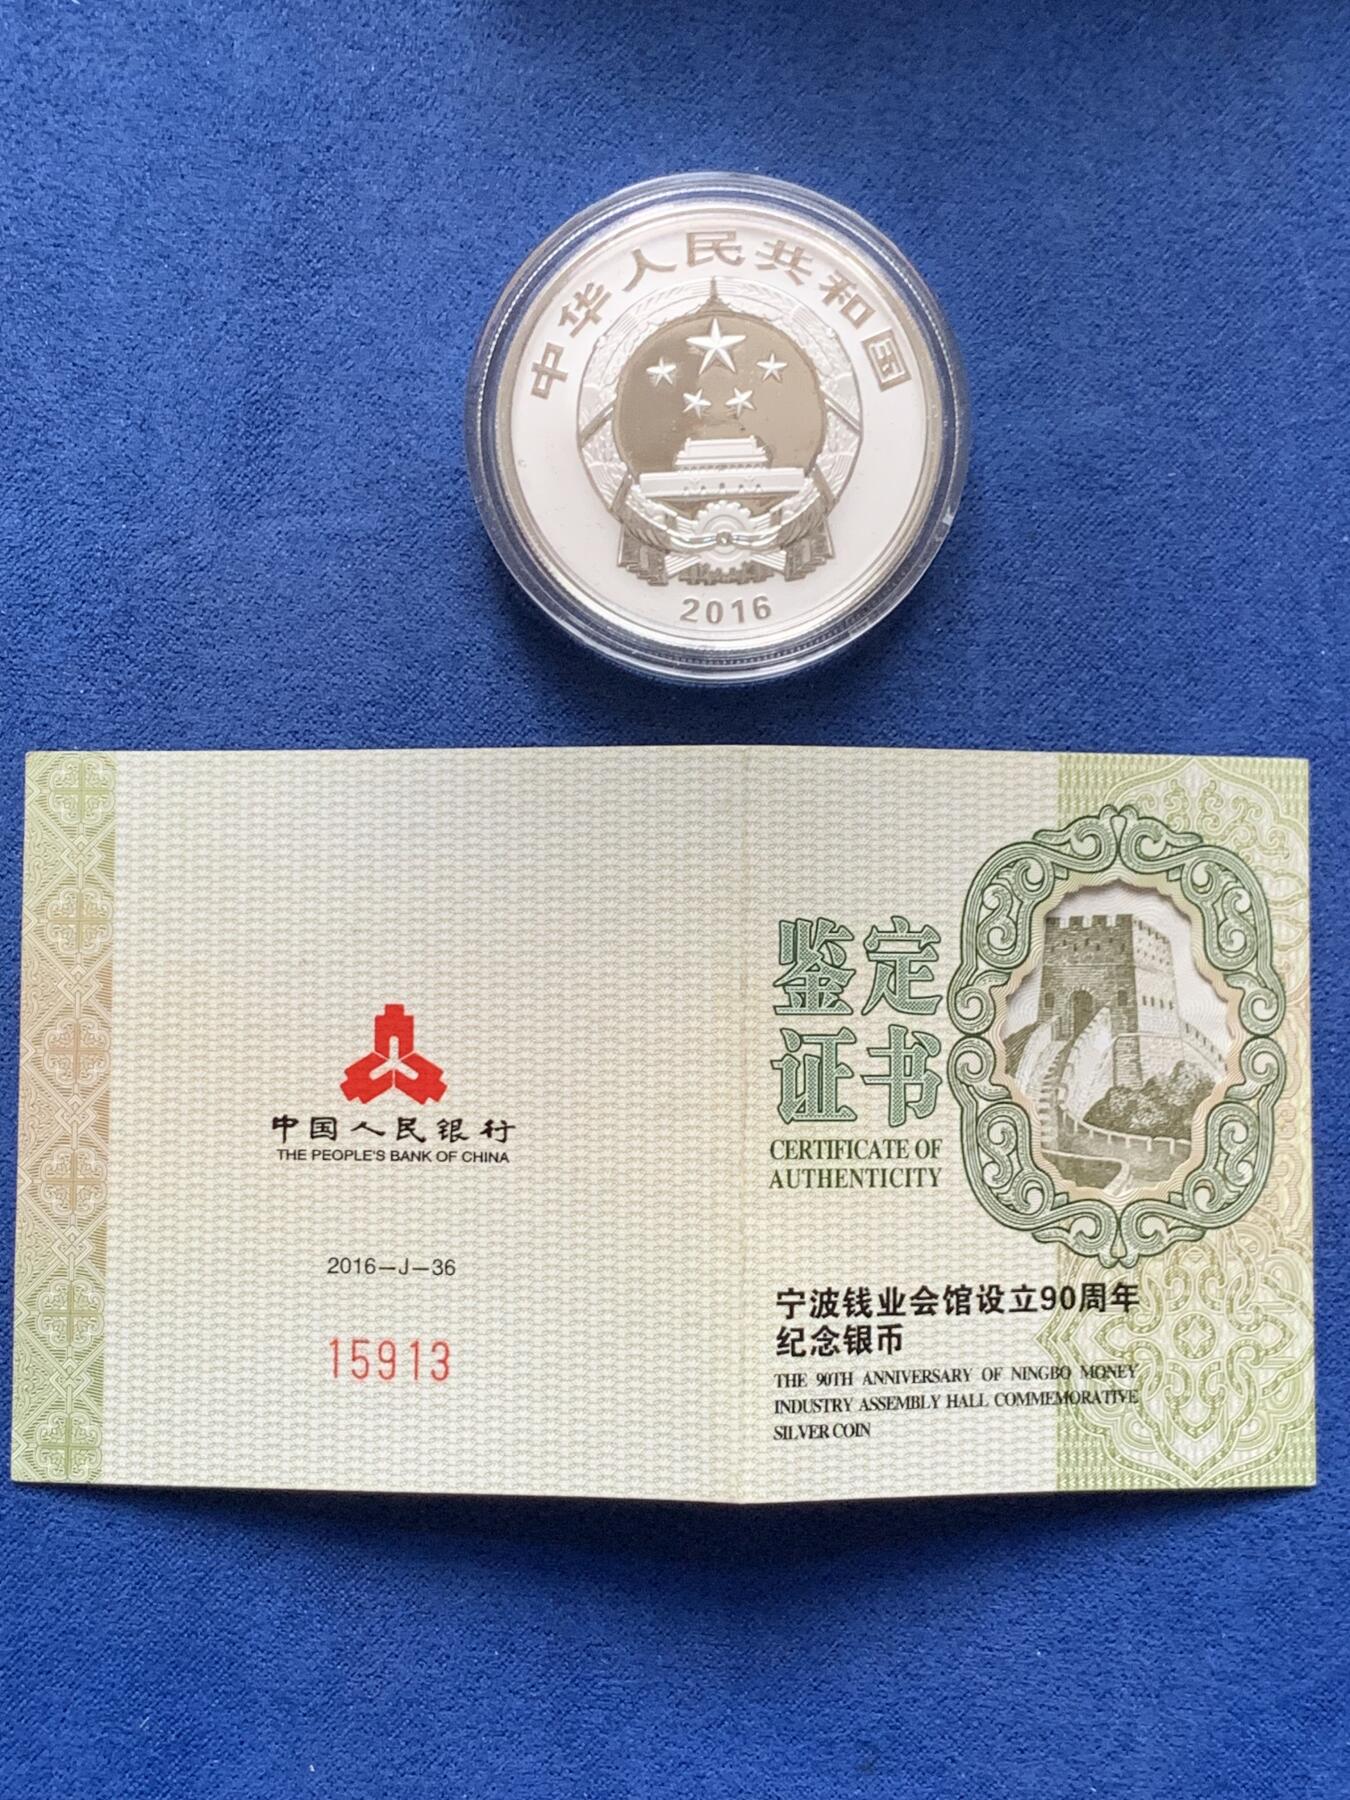 中华人民共和国
2016
中国人民银行
THE PEOPLE'S BANK OF CHINA
2016—J—36
15913
鉴定
证书
CERTIFICATE OF
AUTHENTICITY
宁波钱业会馆设立90周年
纪念银币
THE 90TH ANNIVERSARY OF NINGBO MONEY
INDUSTRY ASSEMBLY HALL COMMEMORATIVE
SILVER COIN